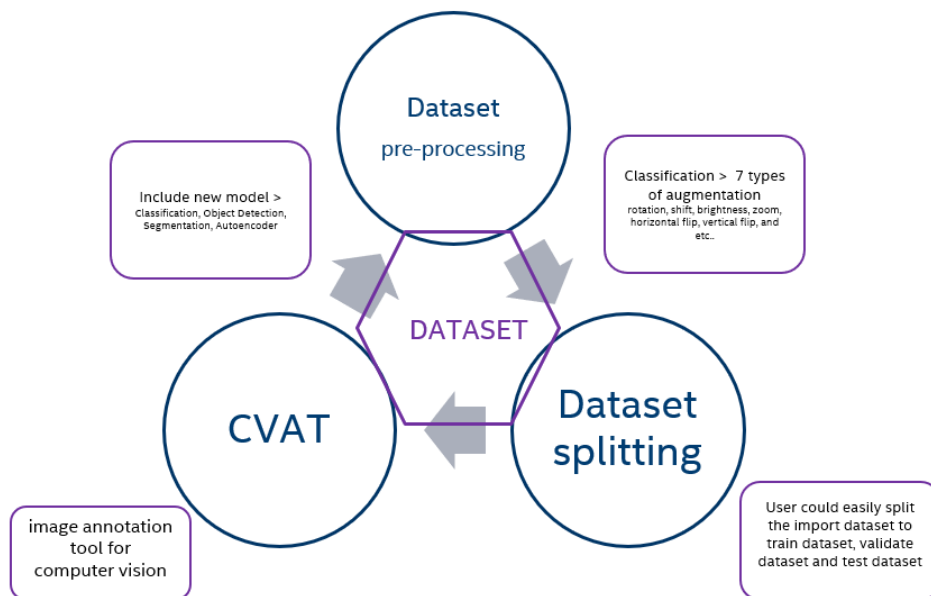 Dataset
pre-processing
Include new model >
Classification, Object Detection,
Segmentation, Autoencoder
Classification > 7 types
of augmentation
rotation, shift, brightness, zoom,
horizontal flip, vertical flip, and
etc..
DATASET
CVAT
Dataset
splitting
image annotation
tool for
computer vision
User could easily split
the import dataset to
train dataset, validate
dataset and test dataset